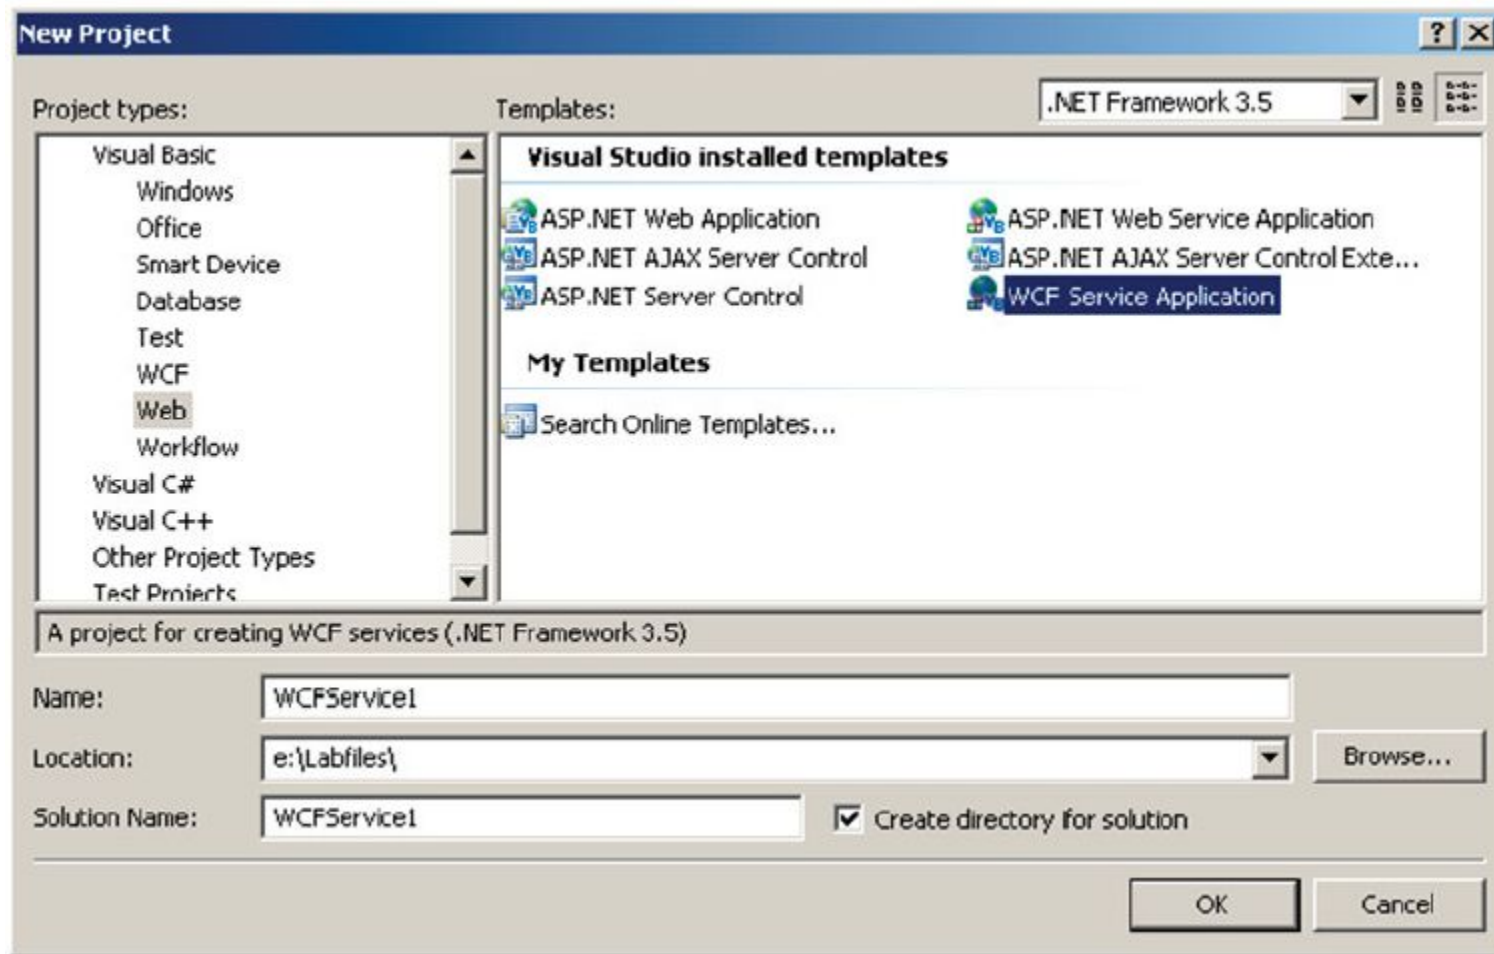 New Project
Project types:
Templates:
.NET Framework 3.5
Visual Basic
Windows
Office
Smart Device
Database
Test
WCF
Web
Workflow
Visual C#
Visual C++
Other Project Types
Test Projects
Visual Studio installed templates
ASP.NET Web Application
ASP.NET Web Service Application
ASP.NET AJAX Server Control
ASP.NET AJAX Server Control Exte...
ASP.NET Server Control
WCF Service Application
My Templates
Search Online Templates...
A project for creating WCF services (.NET Framework 3.5)
Name:
WCFService1
Location:
e:\Labfiles\
Browse...
Solution Name:
WCFService1
Create directory for solution
OK
Cancel